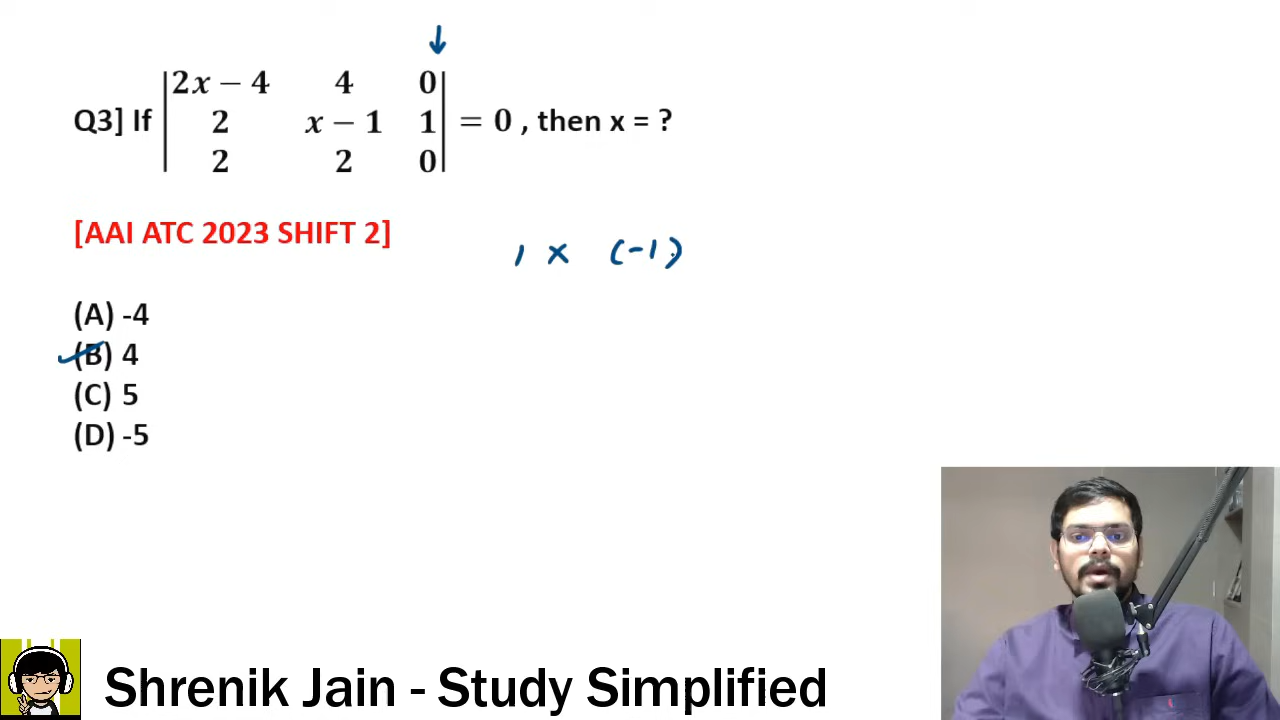 Q3] If |2x − 4 4 0|
|2 x − 1 1| = 0 , then x = ?
|2 2 0|
[AAI ATC 2023 SHIFT 2]
1 × (-1)
(A) -4
(B) 4
(C) 5
(D) -5
Shrenik Jain - Study Simplified